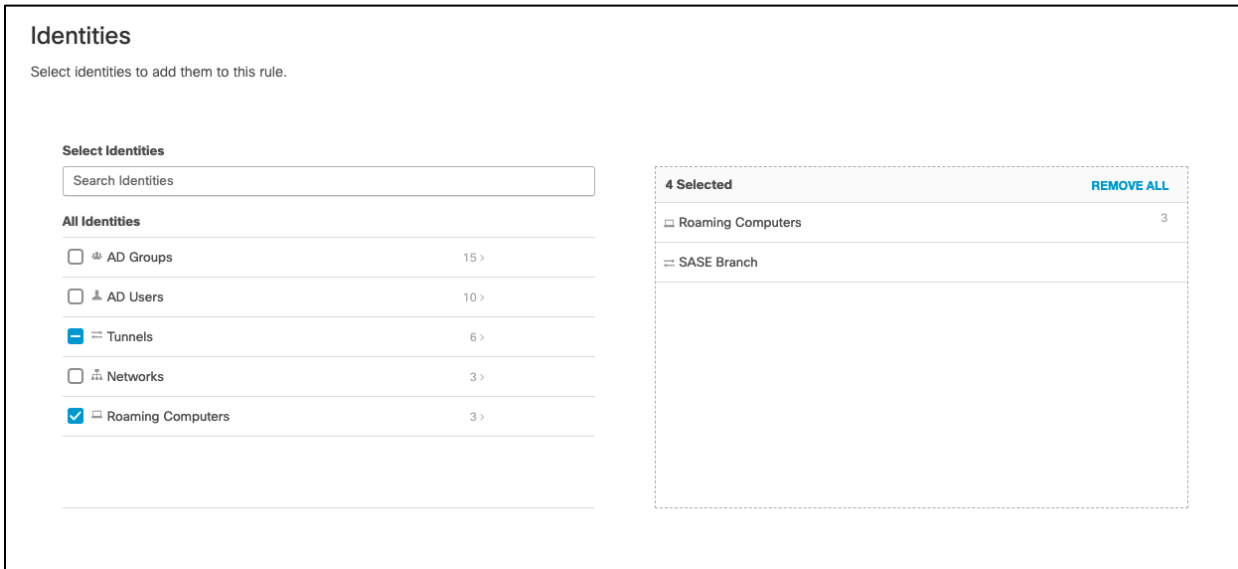 Identities
Select identities to add them to this rule.
Select Identities
Search Identities
All Identities
AD Groups 15 >
AD Users 10 >
Tunnels 6 >
Networks 3 >
Roaming Computers 3 >
4 Selected REMOVE ALL
Roaming Computers 3
SASE Branch